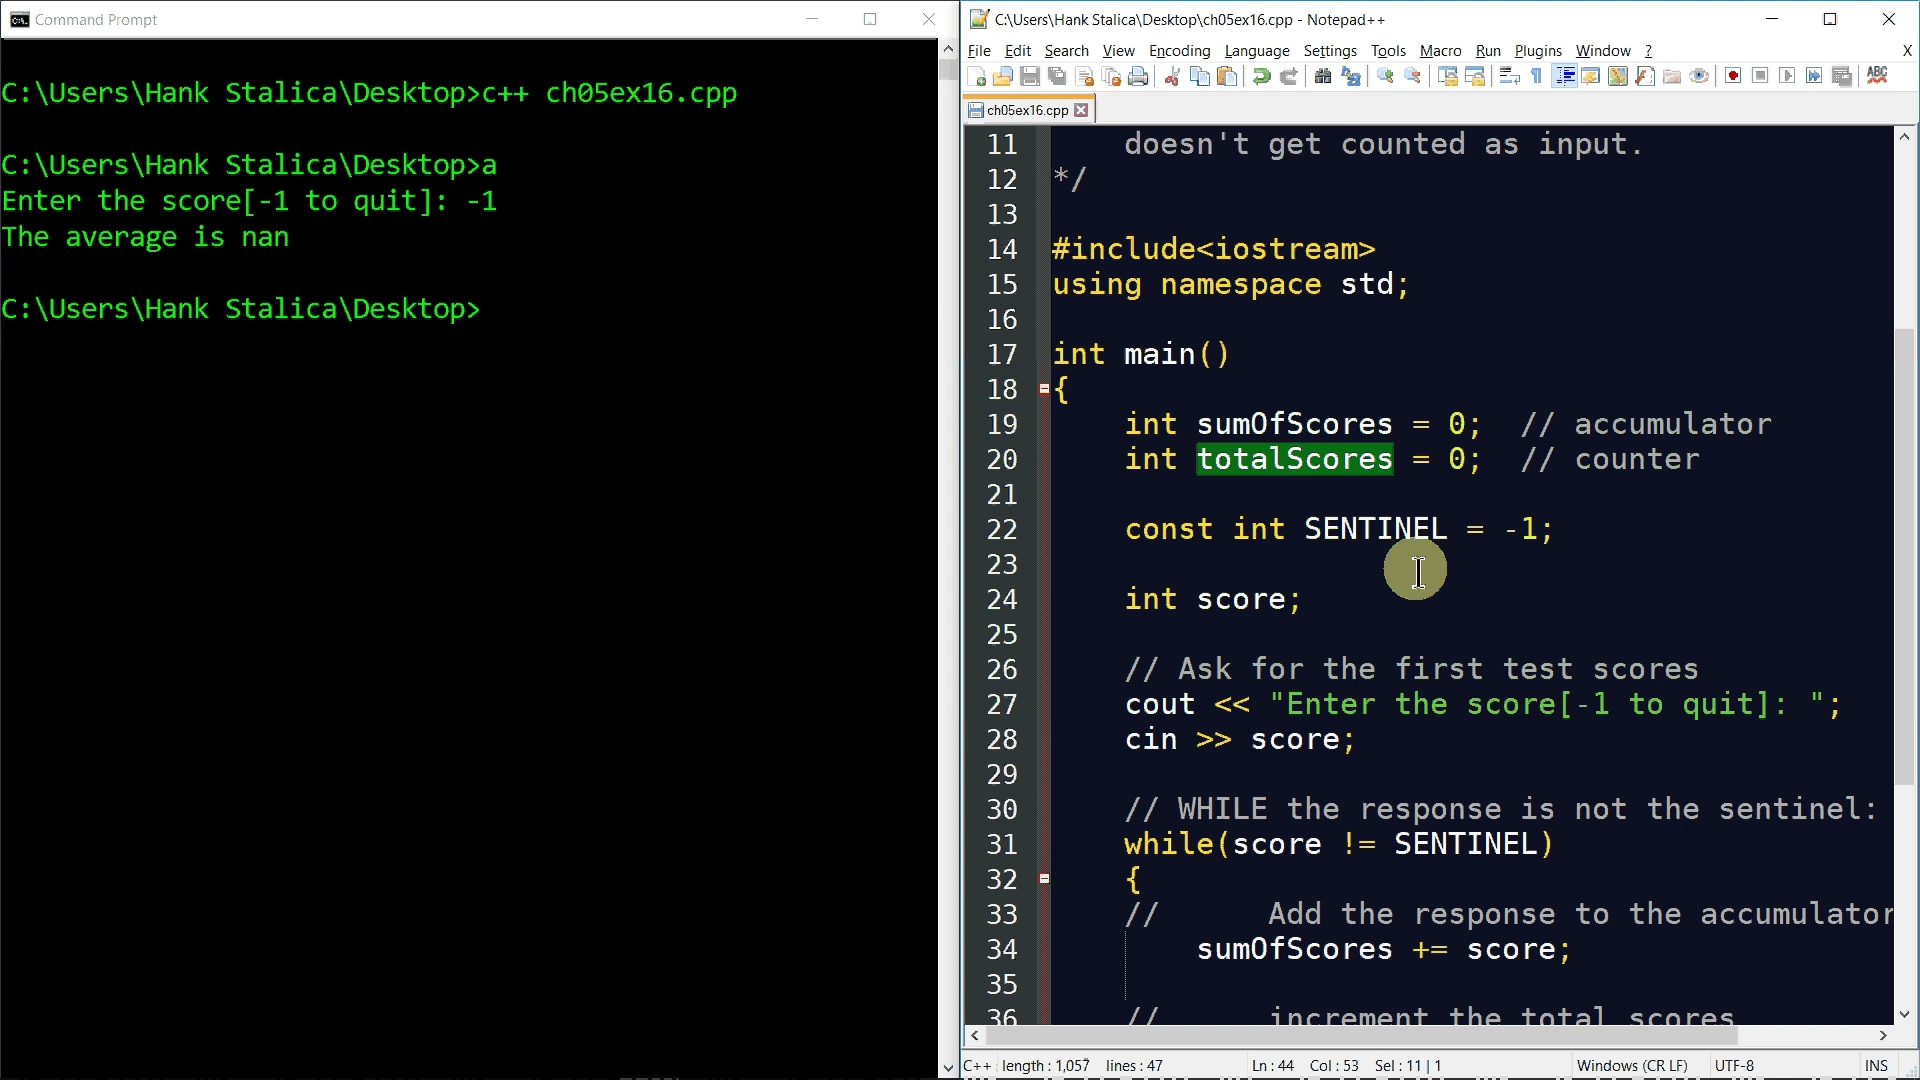 Command Prompt
C:\Users\Hank Stalica\Desktop>c++ ch05ex16.cpp
C:\Users\Hank Stalica\Desktop>a
Enter the score[-1 to quit]: -1
The average is nan
C:\Users\Hank Stalica\Desktop>
C:\Users\Hank Stalica\Desktop\ch05ex16.cpp - Notepad++
File Edit Search View Encoding Language Settings Tools Macro Run Plugins Window ? X
ABC
ch05ex16.cpp
11 doesn't get counted as input.
12 */
13
14 #include<iostream>
15 using namespace std;
16
17 int main()
18 {
19 int sumOfScores = 0; // accumulator
20 int totalScores = 0; // counter
21
22 const int SENTINEL = -1;
23
24 int score;
25
26 // Ask for the first test scores
27 cout << "Enter the score[-1 to quit]: ";
28 cin >> score;
29
30 // WHILE the response is not the sentinel:
31 while(score != SENTINEL)
32 {
33 // Add the response to the accumulator
34 sumOfScores += score;
35
36 // increment the total scores
C++ length : 1,057 lines : 47 Ln : 44 Col : 53 Sel : 11 | 1 Windows (CR LF) UTF-8 INS